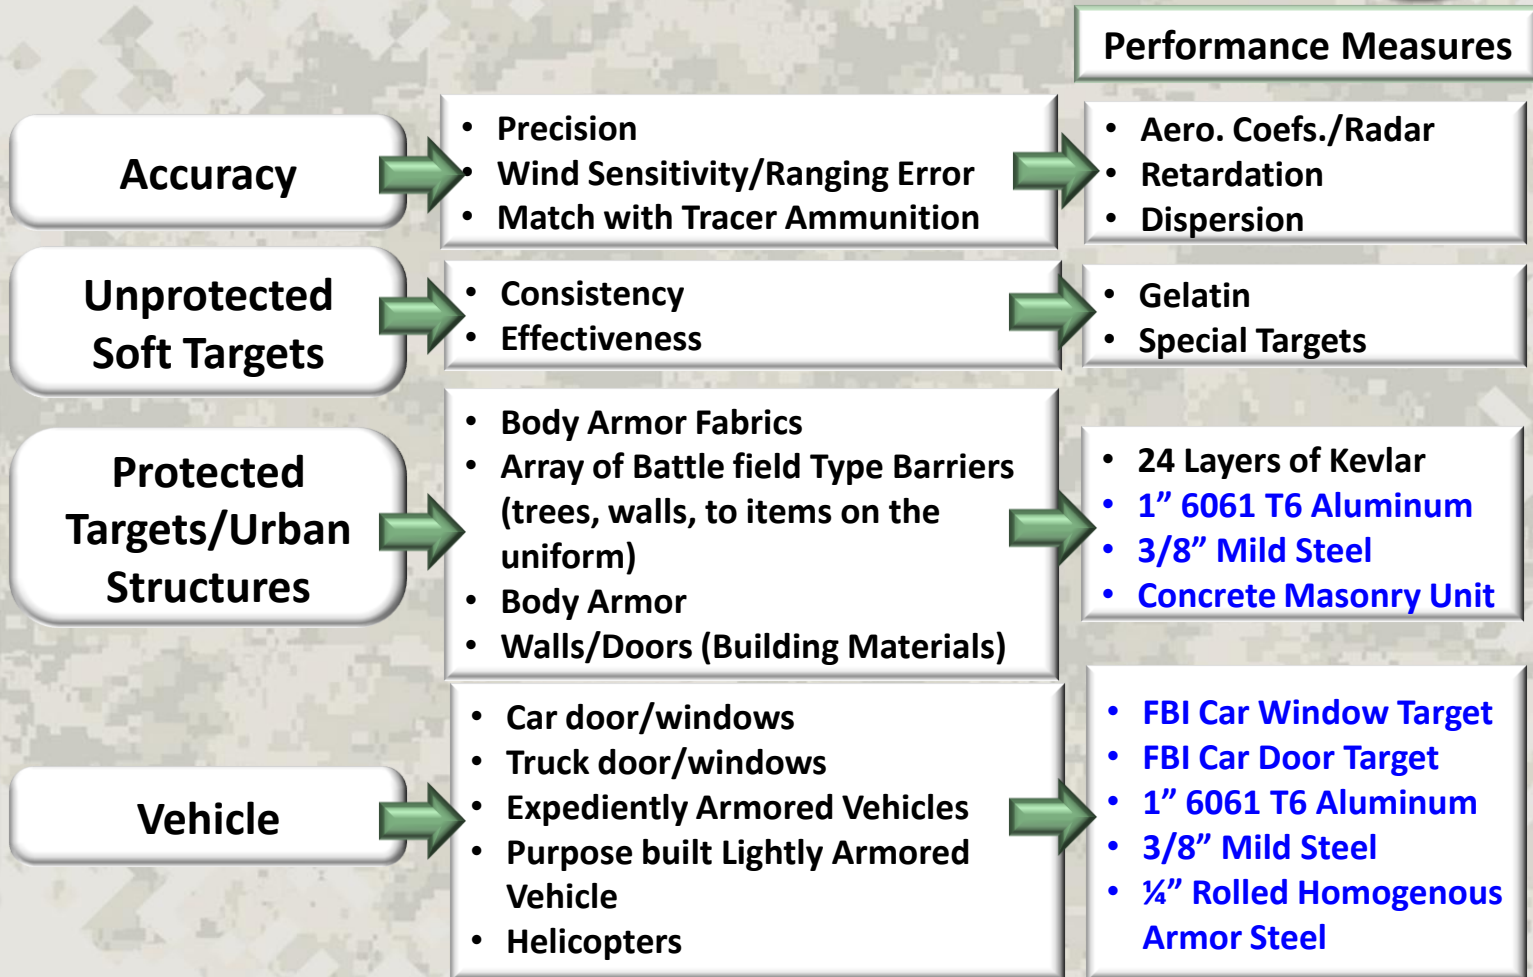 Performance Measures
Accuracy
• Precision
• Wind Sensitivity/Ranging Error
• Match with Tracer Ammunition
• Aero. Coefs./Radar
• Retardation
• Dispersion
Unprotected
Soft Targets
• Consistency
• Effectiveness
• Gelatin
• Special Targets
Protected
Targets/Urban
Structures
• Body Armor Fabrics
• Array of Battle field Type Barriers
(trees, walls, to items on the
uniform)
• Body Armor
• Walls/Doors (Building Materials)
• 24 Layers of Kevlar
• 1” 6061 T6 Aluminum
• 3/8” Mild Steel
• Concrete Masonry Unit
Vehicle
• Car door/windows
• Truck door/windows
• Expediently Armored Vehicles
• Purpose built Lightly Armored
Vehicle
• Helicopters
• FBI Car Window Target
• FBI Car Door Target
• 1” 6061 T6 Aluminum
• 3/8” Mild Steel
• ¼” Rolled Homogenous
Armor Steel